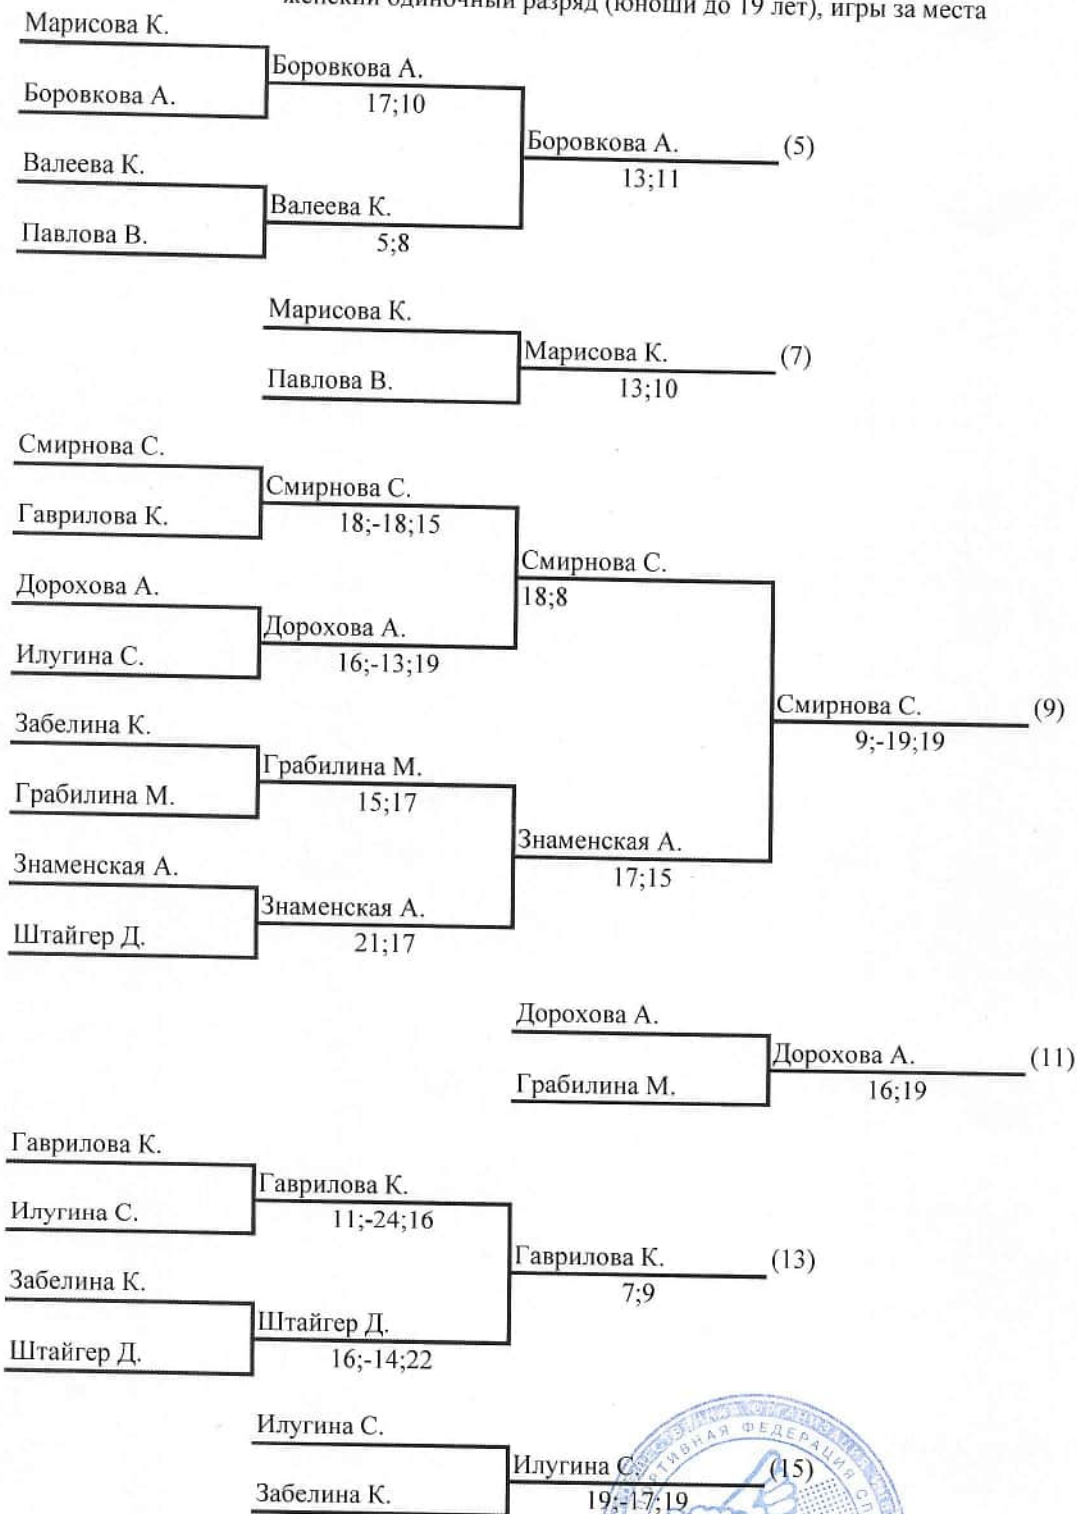 женский одиночный разряд (юноши до 19 лет), игры за места
Марисова К.
Боровкова А.
17;10
Боровкова А.
Боровкова А. (5)
13;11
Валеева К.
Валеева К.
5;8
Павлова В.
Марисова К.
Марисова К. (7)
13;10
Павлова В.
Смирнова С.
Смирнова С.
18;-18;15
Гаврилова К.
Смирнова С.
18;8
Дорохова А.
Дорохова А.
16;-13;19
Илугина С.
Смирнова С. (9)
9;-19;19
Забелина К.
Грабилина М.
15;17
Грабилина М.
Знаменская А.
17;15
Знаменская А.
Знаменская А.
21;17
Штайгер Д.
Дорохова А.
Дорохова А. (11)
16;19
Грабилина М.
Гаврилова К.
Гаврилова К.
11;-24;16
Илугина С.
Гаврилова К. (13)
7;9
Забелина К.
Штайгер Д.
16;-14;22
Штайгер Д.
Илугина С.
Илугина С. (15)
19;-17;19
Забелина К.
ФЕДЕРАЦИЯ